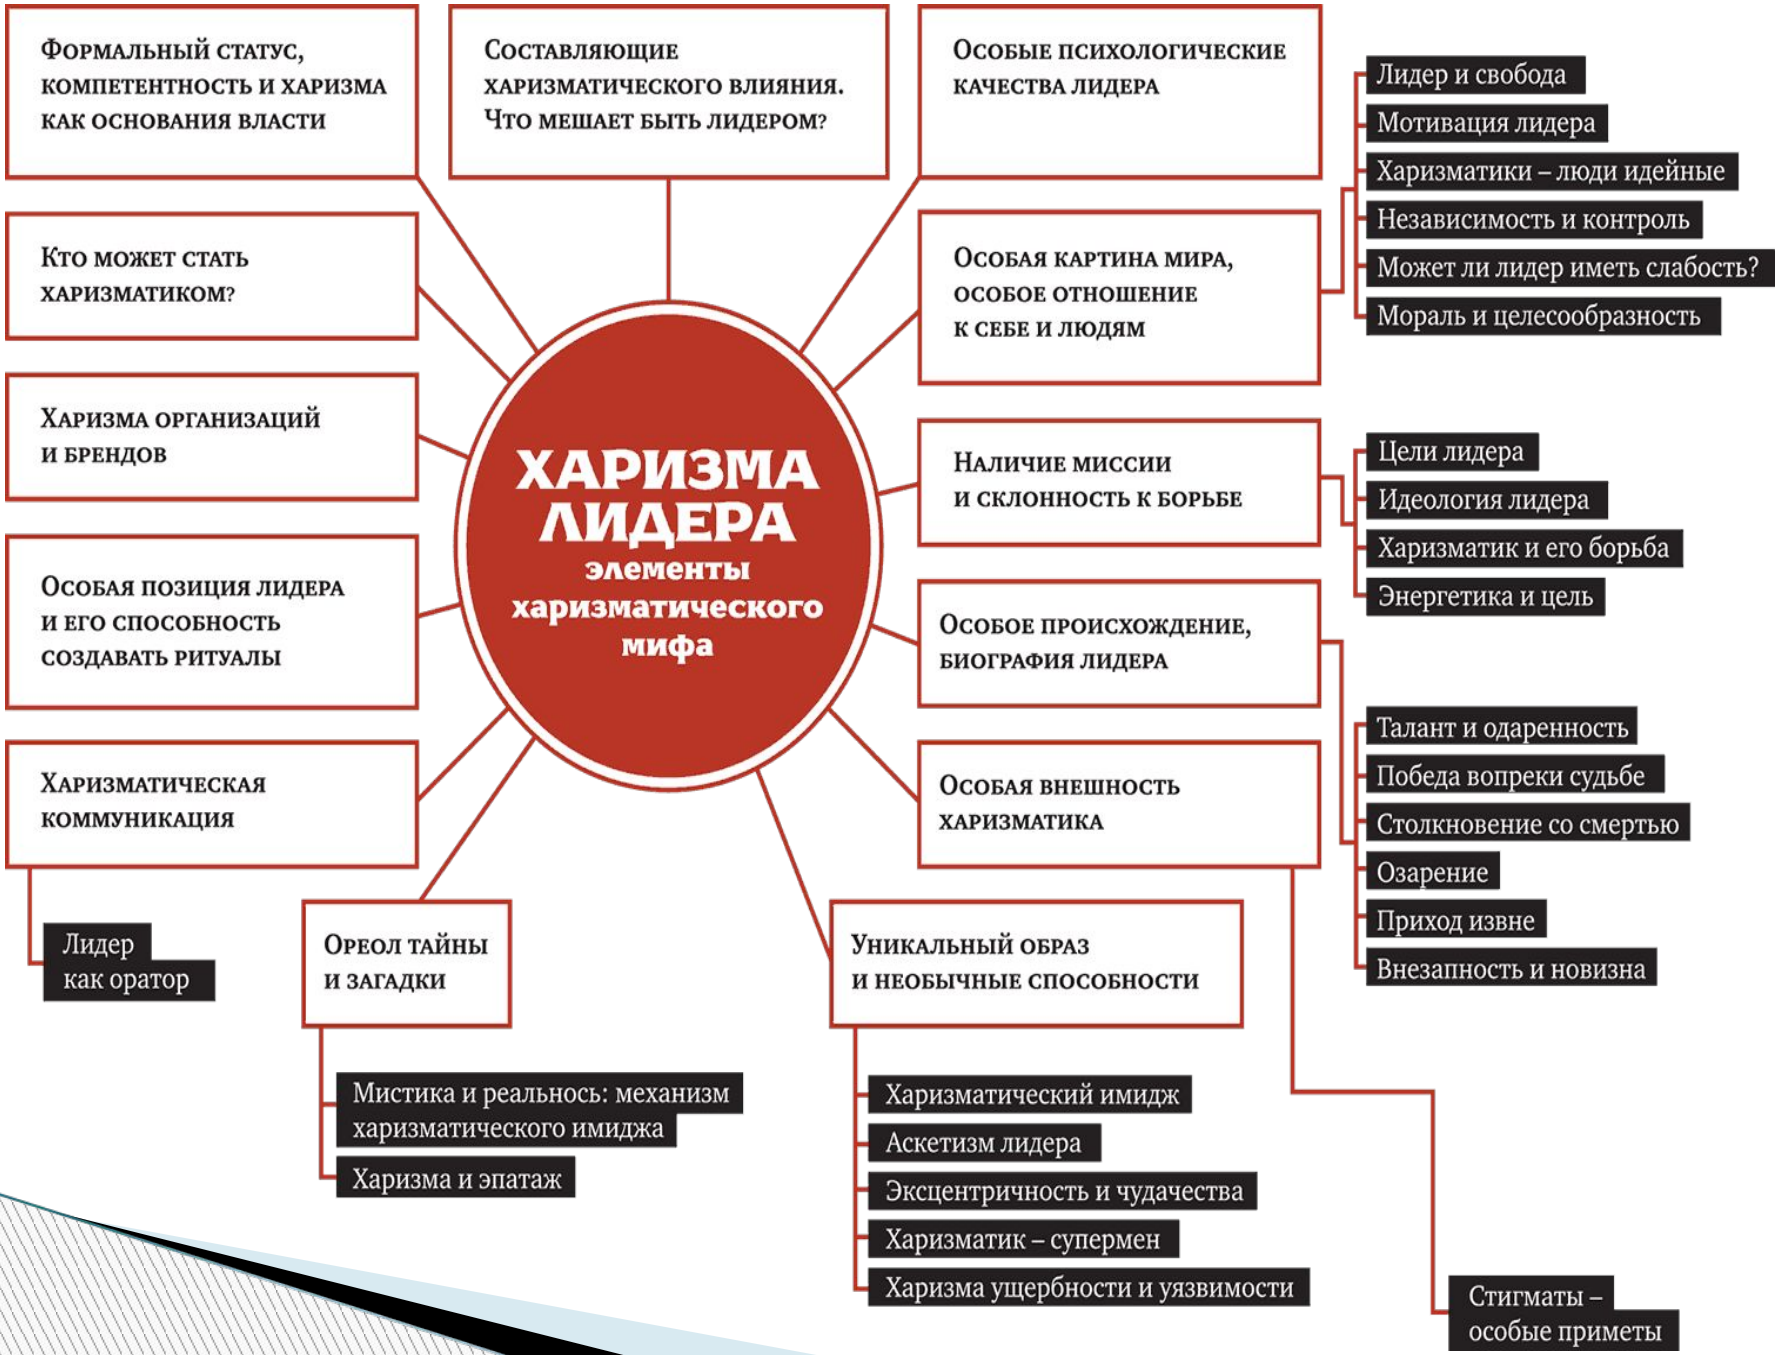 Формальный статус,
компетентность и харизма
как основания власти
Составляющие
харизматического влияния.
Что мешает быть лидером?
Особые психологические
качества лидера
Кто может стать
харизматиком?
Особая картина мира,
особое отношение
к себе и людям
Лидер и свобода
Мотивация лидера
Харизматики – люди идейные
Независимость и контроль
Может ли лидер иметь слабость?
Мораль и целесообразность
Харизма организаций
и брендов
ХАРИЗМА
ЛИДЕРА
элементы
харизматического
мифа
Наличие миссии
и склонность к борьбе
Цели лидера
Идеология лидера
Харизматик и его борьба
Энергетика и цель
Особая позиция лидера
и его способность
создавать ритуалы
Особое происхождение,
биография лидера
Талант и одаренность
Победа вопреки судьбе
Столкновение со смертью
Озарение
Приход извне
Внезапность и новизна
Харизматическая
коммуникация
Лидер
как оратор
Особая внешность
харизматика
Стигматы –
особые приметы
Ореол тайны
и загадки
Мистика и реальнось: механизм
харизматического имиджа
Харизма и эпатаж
Уникальный образ
и необычные способности
Харизматический имидж
Аскетизм лидера
Эксцентричность и чудачества
Харизматик – супермен
Харизма ущербности и уязвимости